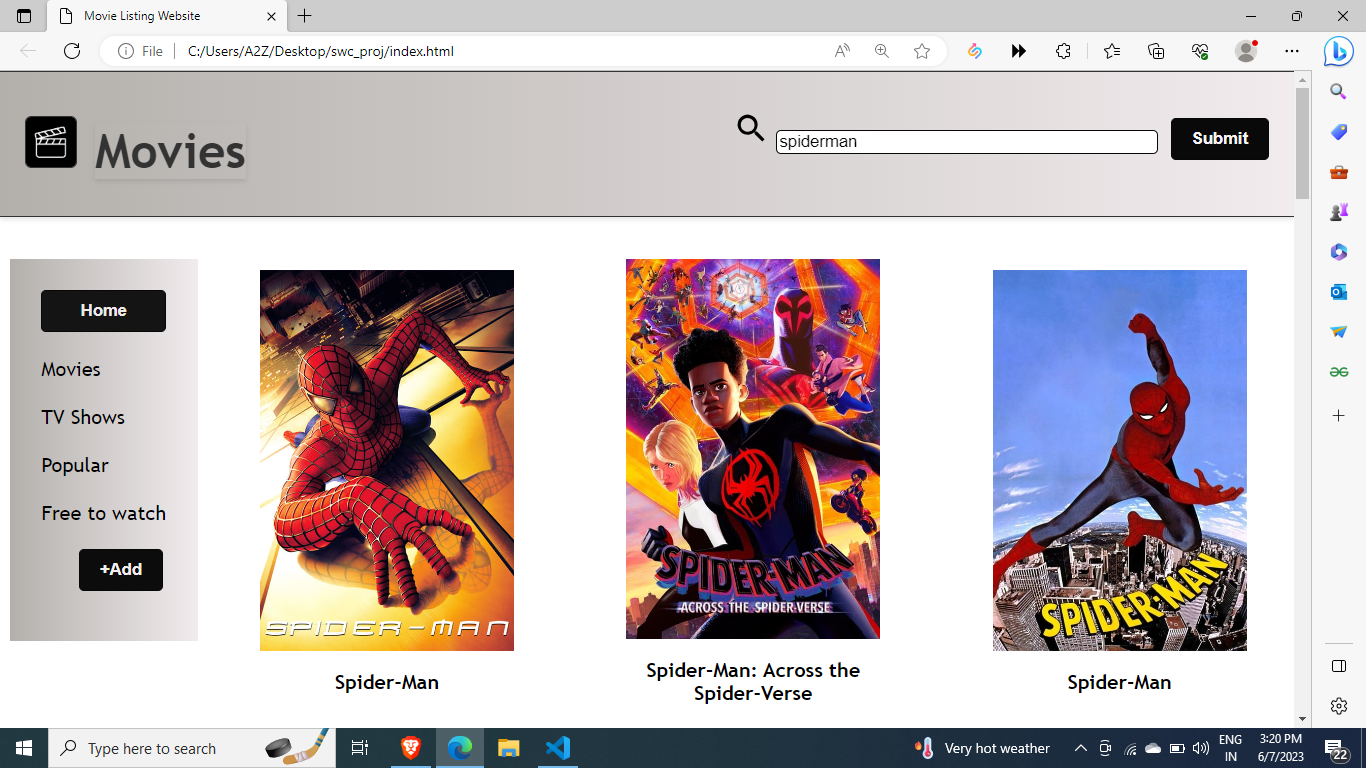 Movie Listing Website
File
C:/Users/A2Z/Desktop/swc_proj/index.html
Movies
spiderman
Submit
Home
Movies
TV Shows
Popular
Free to watch
+Add
SPIDER-MAN
Spider-Man
SPIDER-MAN
ACROSS THE SPIDER-VERSE
Spider-Man: Across the
Spider-Verse
SPIDER-MAN
Spider-Man
Type here to search
Very hot weather
ENG
IN
3:20 PM
6/7/2023
22